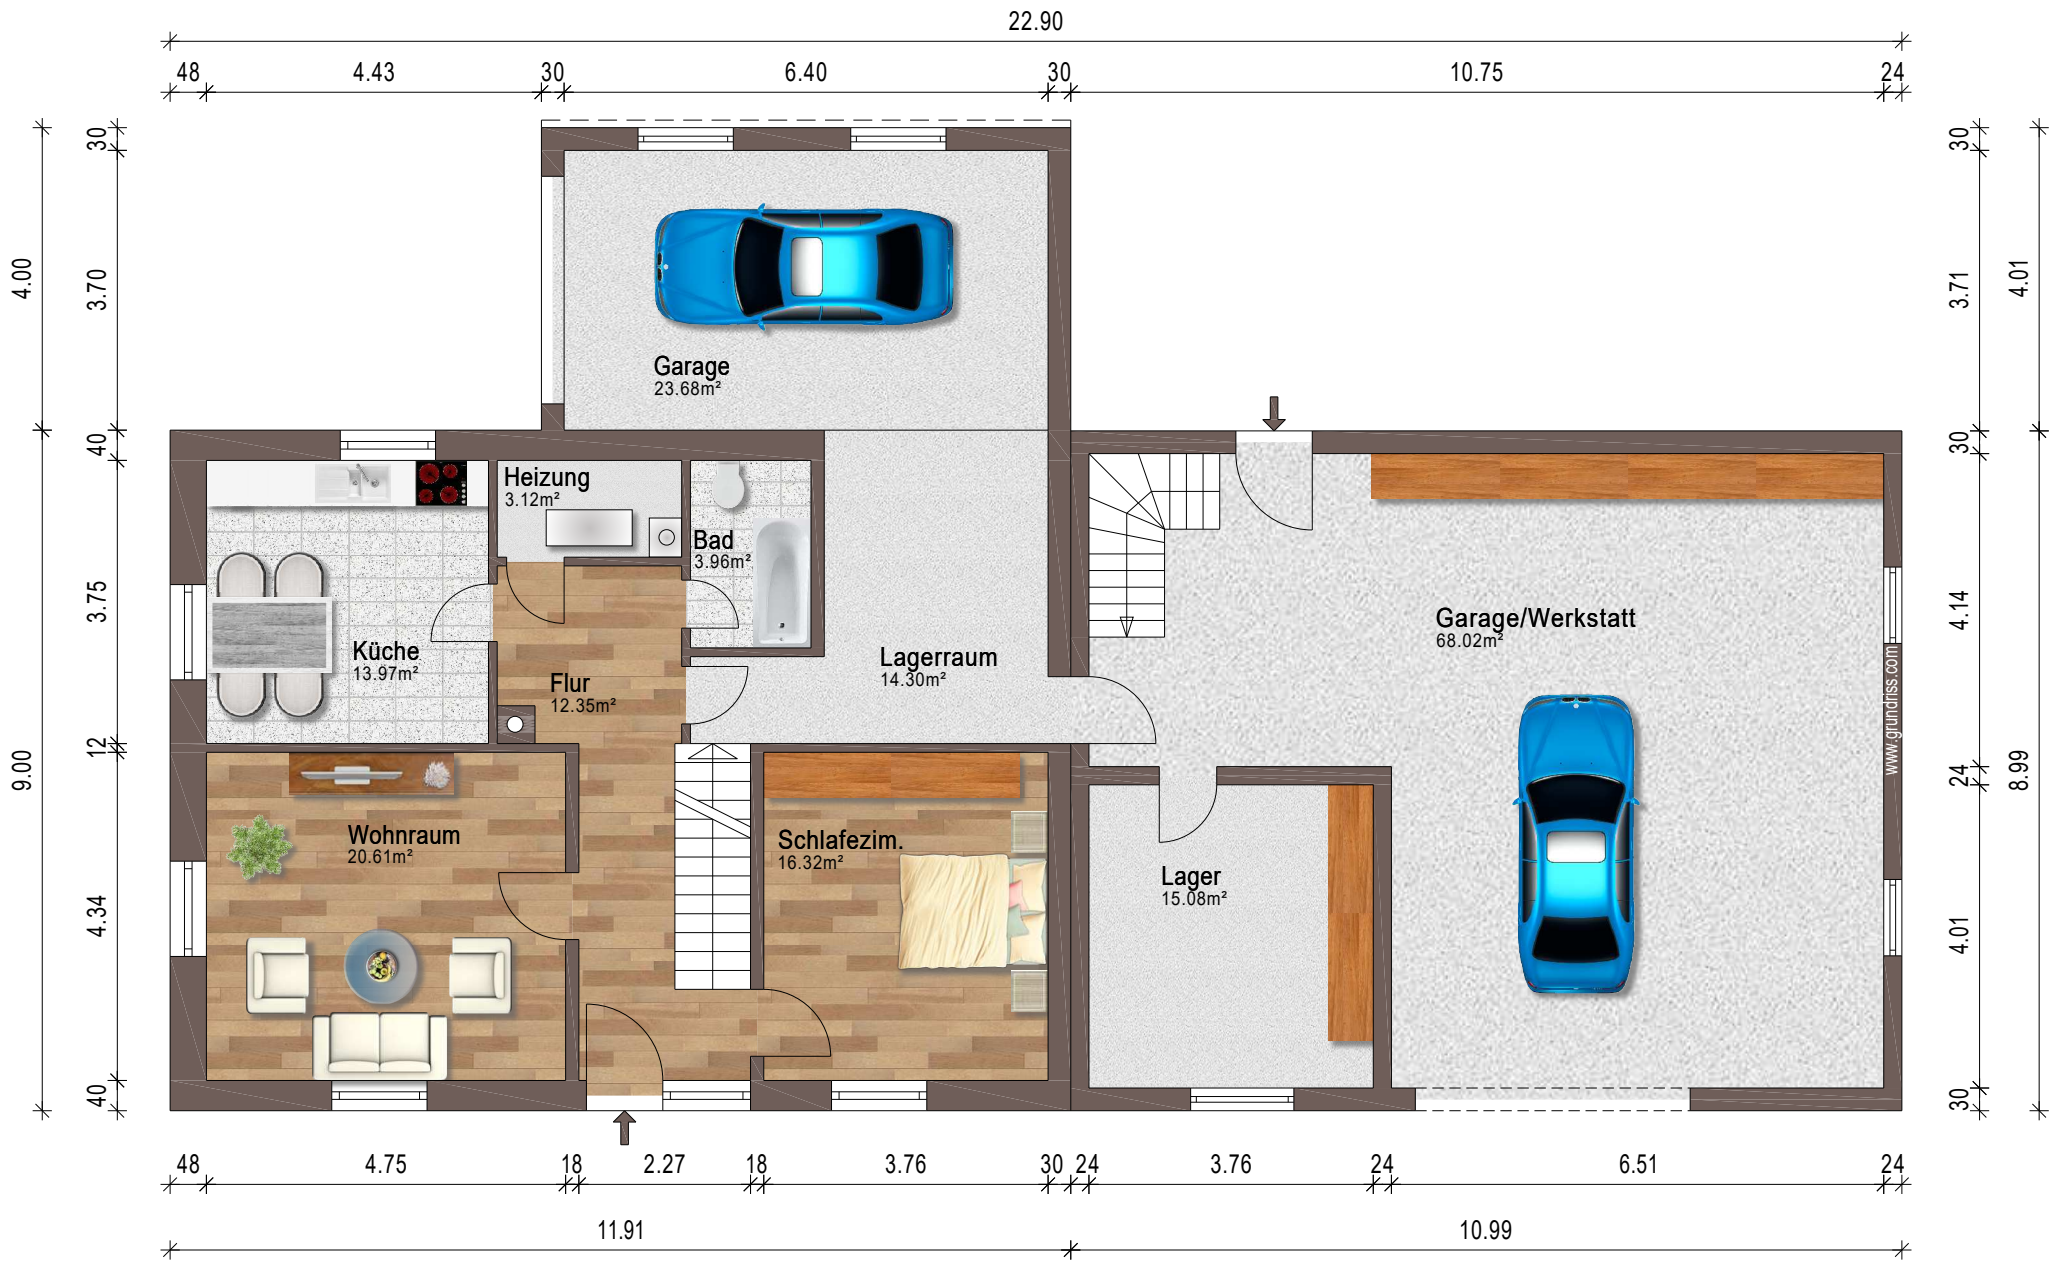 22.90
48 4.43 30 6.40 30 10.75 24
30
4.00
3.70
40
3.75
12
9.00
4.34
40
30
3.71
4.01
30
4.14
24
8.99
4.01
30
Garage
23.68m²
Heizung
3.12m²
Bad
3.96m²
Küche
13.97m²
Flur
12.35m²
Lagerraum
14.30m²
Garage/Werkstatt
68.02m²
www.grundriss.com
Wohnraum
20.61m²
Schlafezim.
16.32m²
Lager
15.08m²
48 4.75 18 2.27 18 3.76 30 24 3.76 24 6.51 24
11.91 10.99